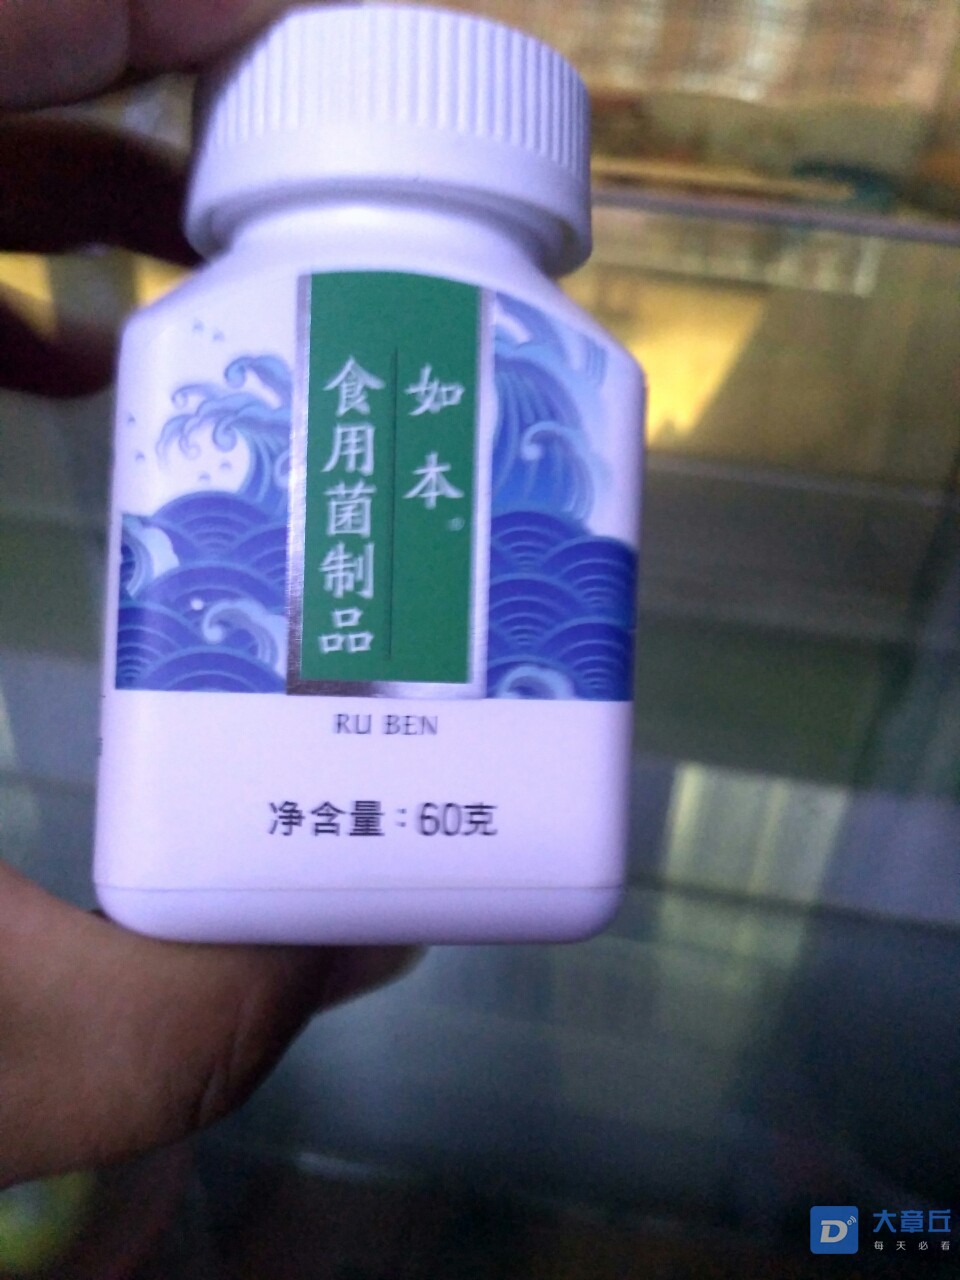 如本
食用菌制品
RU BEN
净含量：60克
大章丘
每天必看